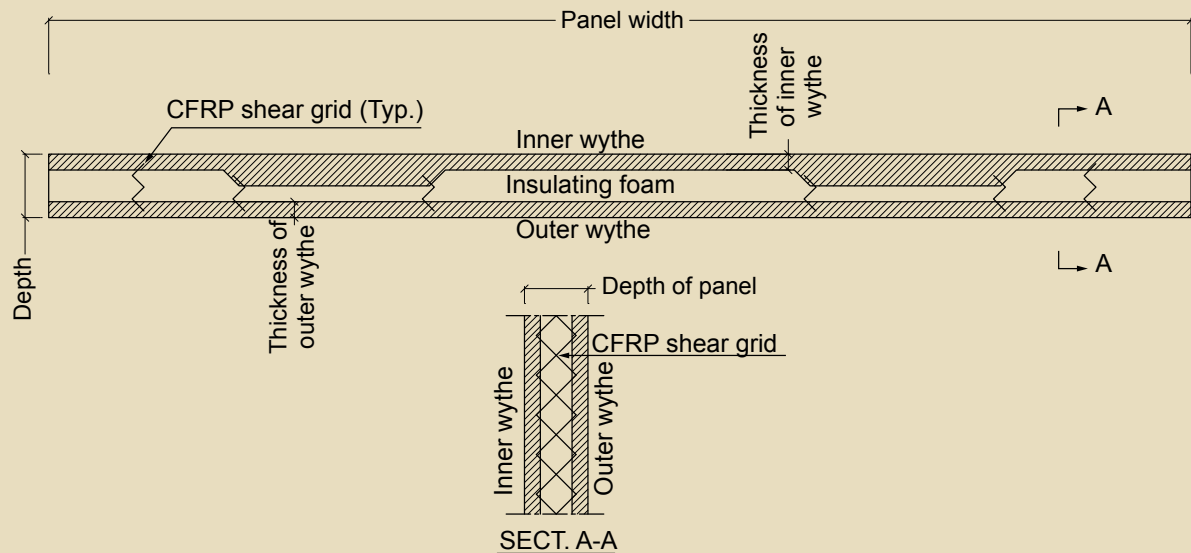 Panel width
CFRP shear grid (Typ.)
Thickness
of inner
wythe
A
Inner wythe
Insulating foam
Outer wythe
Depth
Thickness of
outer wythe
A
Depth of panel
CFRP shear grid
Inner wythe
Outer wythe
SECT. A-A